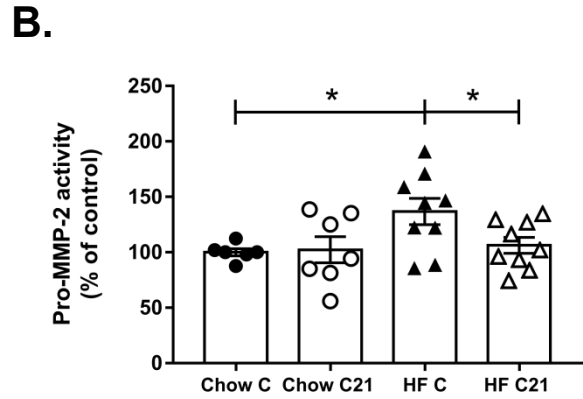 B.
Pro-MMP-2 activity
(% of control)
250
200
150
100
50
0
* *
Chow C Chow C21 HF C HF C21